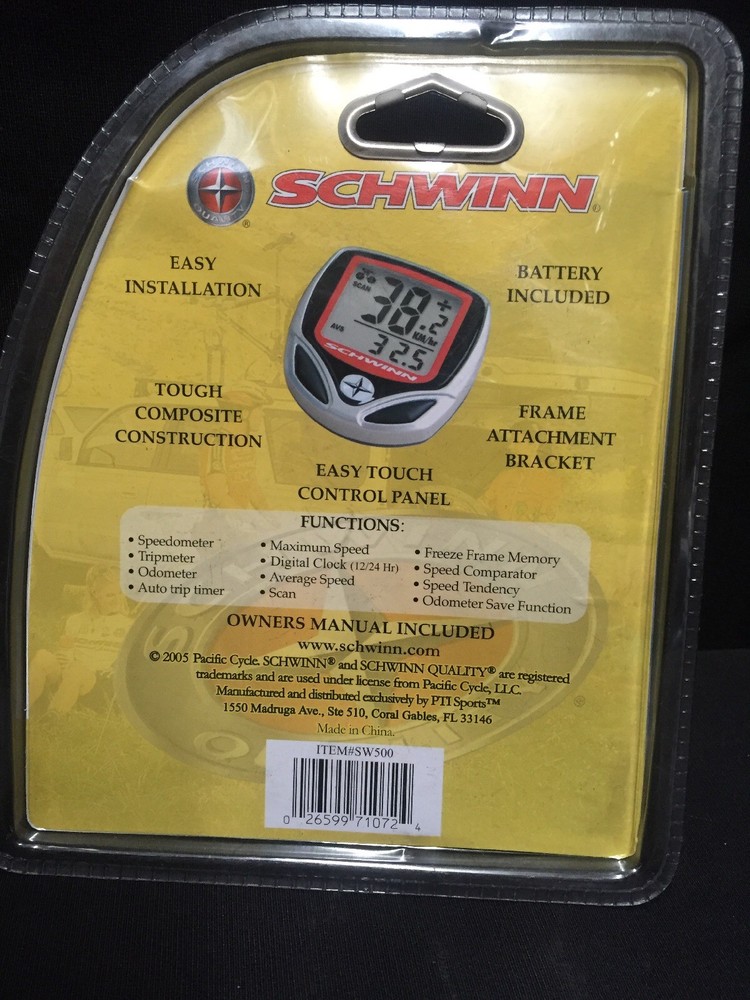 SCHWINN®
EASY
INSTALLATION
BATTERY
INCLUDED
SCAN
38.2
+
KM/hr
AVS
32.5
SCHWINN
TOUGH
COMPOSITE
CONSTRUCTION
FRAME
ATTACHMENT
BRACKET
EASY TOUCH
CONTROL PANEL
FUNCTIONS:
• Speedometer
• Tripmeter
• Odometer
• Auto trip timer
• Maximum Speed
• Digital Clock (12/24 Hr)
• Average Speed
• Scan
• Freeze Frame Memory
• Speed Comparator
• Speed Tendency
• Odometer Save Function
OWNERS MANUAL INCLUDED
www.schwinn.com
© 2005 Pacific Cycle. SCHWINN® and SCHWINN QUALITY® are registered
trademarks and are used under license from Pacific Cycle, LLC.
Manufactured and distributed exclusively by PTI Sports™
1550 Madruga Ave., Ste 510, Coral Gables, FL 33146
Made in China.
ITEM#SW500
0 26599 71072 4